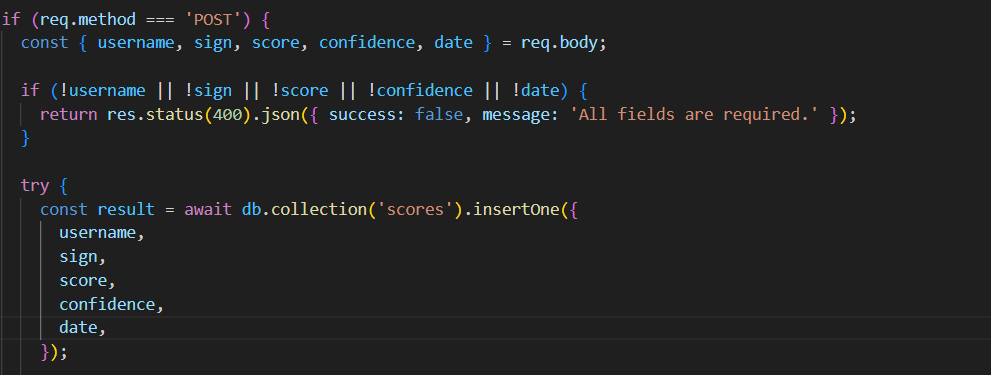 if (req.method === 'POST') {
const { username, sign, score, confidence, date } = req.body;
if (!username || !sign || !score || !confidence || !date) {
return res.status(400).json({ success: false, message: 'All fields are required.' });
}
try {
const result = await db.collection('scores').insertOne({
username,
sign,
score,
confidence,
date,
});